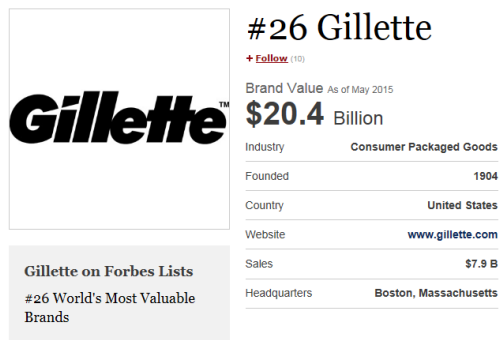 Gillette™
#26 Gillette
+ Follow (10)
Brand Value As of May 2015
$20.4 Billion
Industry Consumer Packaged Goods
Founded 1904
Country United States
Website www.gillette.com
Sales $7.9 B
Headquarters Boston, Massachusetts
Gillette on Forbes Lists
#26 World's Most Valuable
Brands